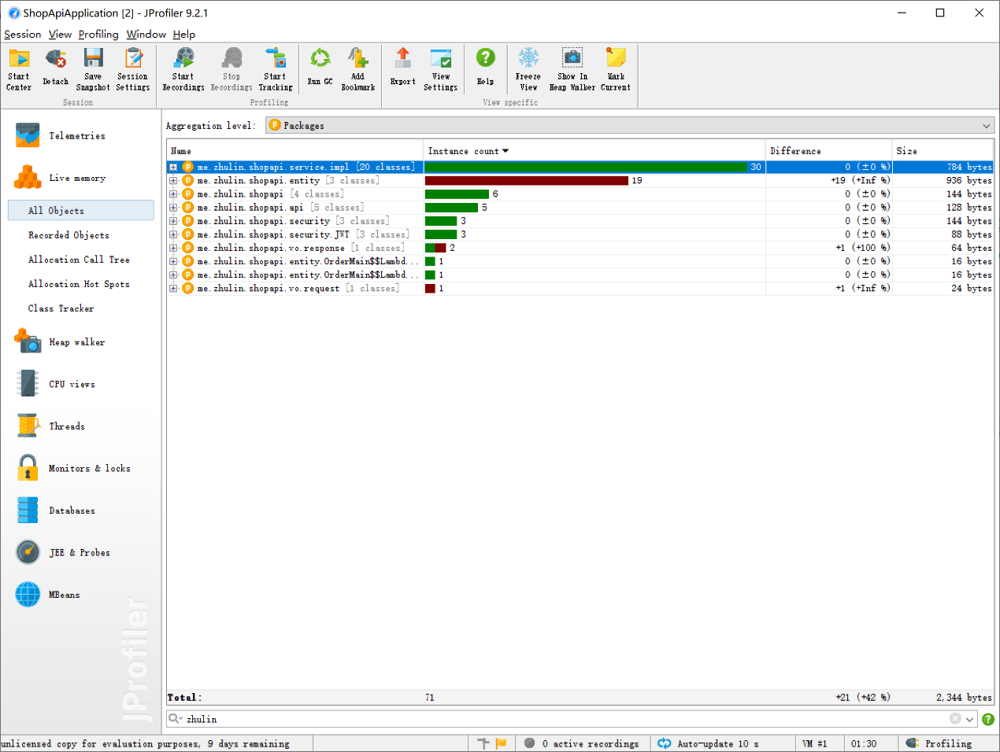 ShopApiApplication [2] - JProfiler 9.2.1
Session View Profiling Window Help
Start Center
Detach
Save Snapshot
Session Settings
Start Recordings
Stop Recordings
Start Tracking
Run GC
Add Bookmark
Export
View Settings
Help
Freeze View
Show In Heap Walker
Mark Current
Session
Profiling
View specific
Telemetries
Live memory
All Objects
Recorded Objects
Allocation Call Tree
Allocation Hot Spots
Class Tracker
Heap walker
CPU views
Threads
Monitors & locks
Databases
JEE & Probes
MBeans
JProfiler
Aggregation level: Packages
Name Instance count Difference Size
me.zhulin.shopapi.service.impl [20 classes] 30 0 (±0 %) 784 bytes
me.zhulin.shopapi.entity [3 classes] 19 +19 (+Inf %) 936 bytes
me.zhulin.shopapi [4 classes] 6 0 (±0 %) 144 bytes
me.zhulin.shopapi.api [5 classes] 5 0 (±0 %) 128 bytes
me.zhulin.shopapi.security [3 classes] 3 0 (±0 %) 144 bytes
me.zhulin.shopapi.security.JWT [3 classes] 3 0 (±0 %) 88 bytes
me.zhulin.shopapi.vo.response [1 classes] 2 +1 (+100 %) 64 bytes
me.zhulin.shopapi.entity.OrderMain$$Lambd... 1 0 (±0 %) 16 bytes
me.zhulin.shopapi.entity.OrderMain$$Lambd... 1 0 (±0 %) 16 bytes
me.zhulin.shopapi.vo.request [1 classes] 1 +1 (+Inf %) 24 bytes
Total: 71 +21 (+42 %) 2,344 bytes
zhulin
unlicensed copy for evaluation purposes, 9 days remaining
0 active recordings
Auto-update 10 s
VM #1
01:30
Profiling